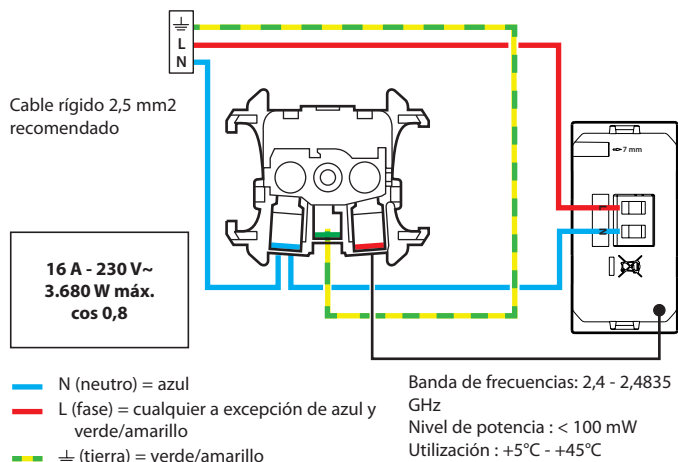 L
N
Cable rígido 2,5 mm2
recomendado
7 mm
L
N
16 A - 230 V~
3.680 W máx.
cos 0,8
N (neutro) = azul
L (fase) = cualquier a excepción de azul y
verde/amarillo
⏚ (tierra) = verde/amarillo
Banda de frecuencias: 2,4 - 2,4835
GHz
Nivel de potencia : < 100 mW
Utilización : +5°C - +45°C